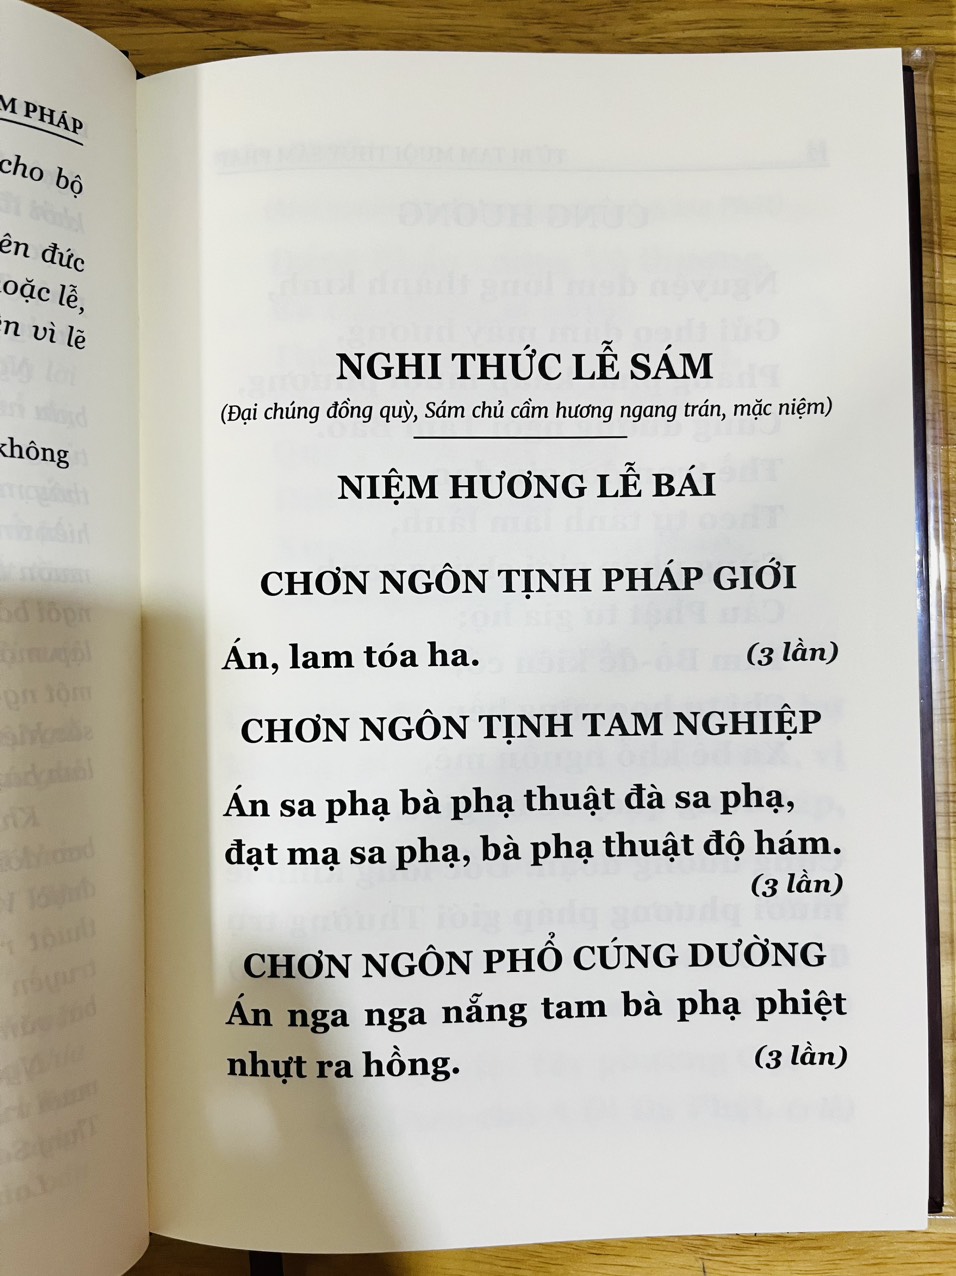 M PHÁP
cho bộ
ên đức
oặc lễ,
n vì lẽ
không
NGHI THỨC LỄ SÁM
(Đại chúng đồng quỳ, Sám chủ cầm hương ngang trán, mặc niệm)
NIỆM HƯƠNG LỄ BÁI
CHƠN NGÔN TỊNH PHÁP GIỚI
Án, lam tóa ha. (3 lần)
CHƠN NGÔN TỊNH TAM NGHIỆP
Án sa phạ bà phạ thuật đà sa phạ,
đạt mạ sa phạ, bà phạ thuật độ hám.
(3 lần)
CHƠN NGÔN PHỔ CÚNG DƯỜNG
Án nga nga nẵng tam bà phạ phiệt
nhựt ra hồng. (3 lần)